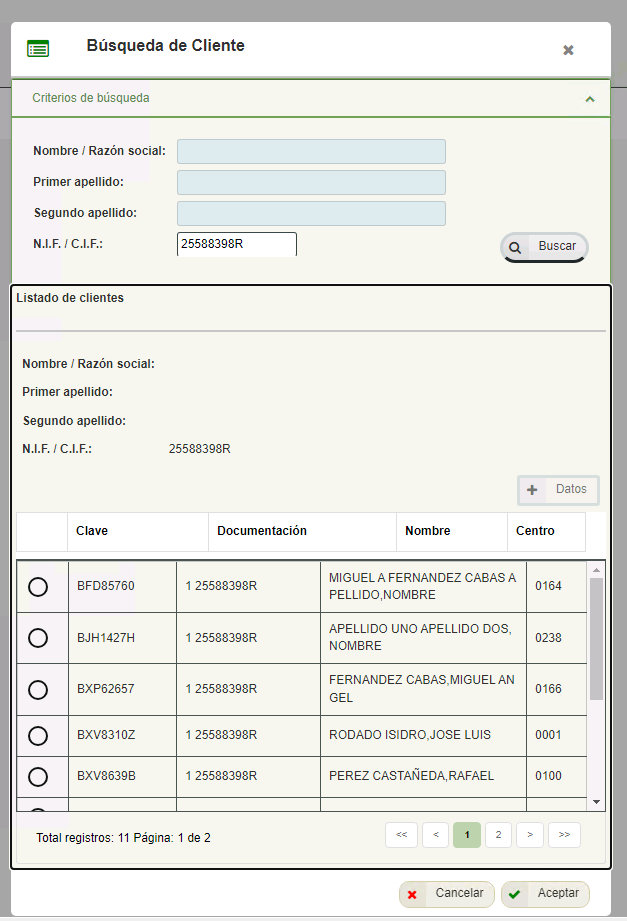 Búsqueda de Cliente
Criterios de búsqueda
Nombre / Razón social:
Primer apellido:
Segundo apellido:
N.I.F. / C.I.F.: 25588398R
Buscar
Listado de clientes
Nombre / Razón social:
Primer apellido:
Segundo apellido:
N.I.F. / C.I.F.: 25588398R
Datos
Clave Documentación Nombre Centro
BFD85760 1 25588398R MIGUEL A FERNANDEZ CABAS A 0164
PELLIDO,NOMBRE
BJH1427H 1 25588398R APELLIDO UNO APELLIDO DOS, 0238
NOMBRE
BXP62657 1 25588398R FERNANDEZ CABAS,MIGUEL AN 0166
GEL
BXV8310Z 1 25588398R RODADO ISIDRO,JOSE LUIS 0001
BXV8639B 1 25588398R PEREZ CASTAÑEDA,RAFAEL 0100
Total registros: 11 Página: 1 de 2 << < 1 2 > >>
Cancelar Aceptar